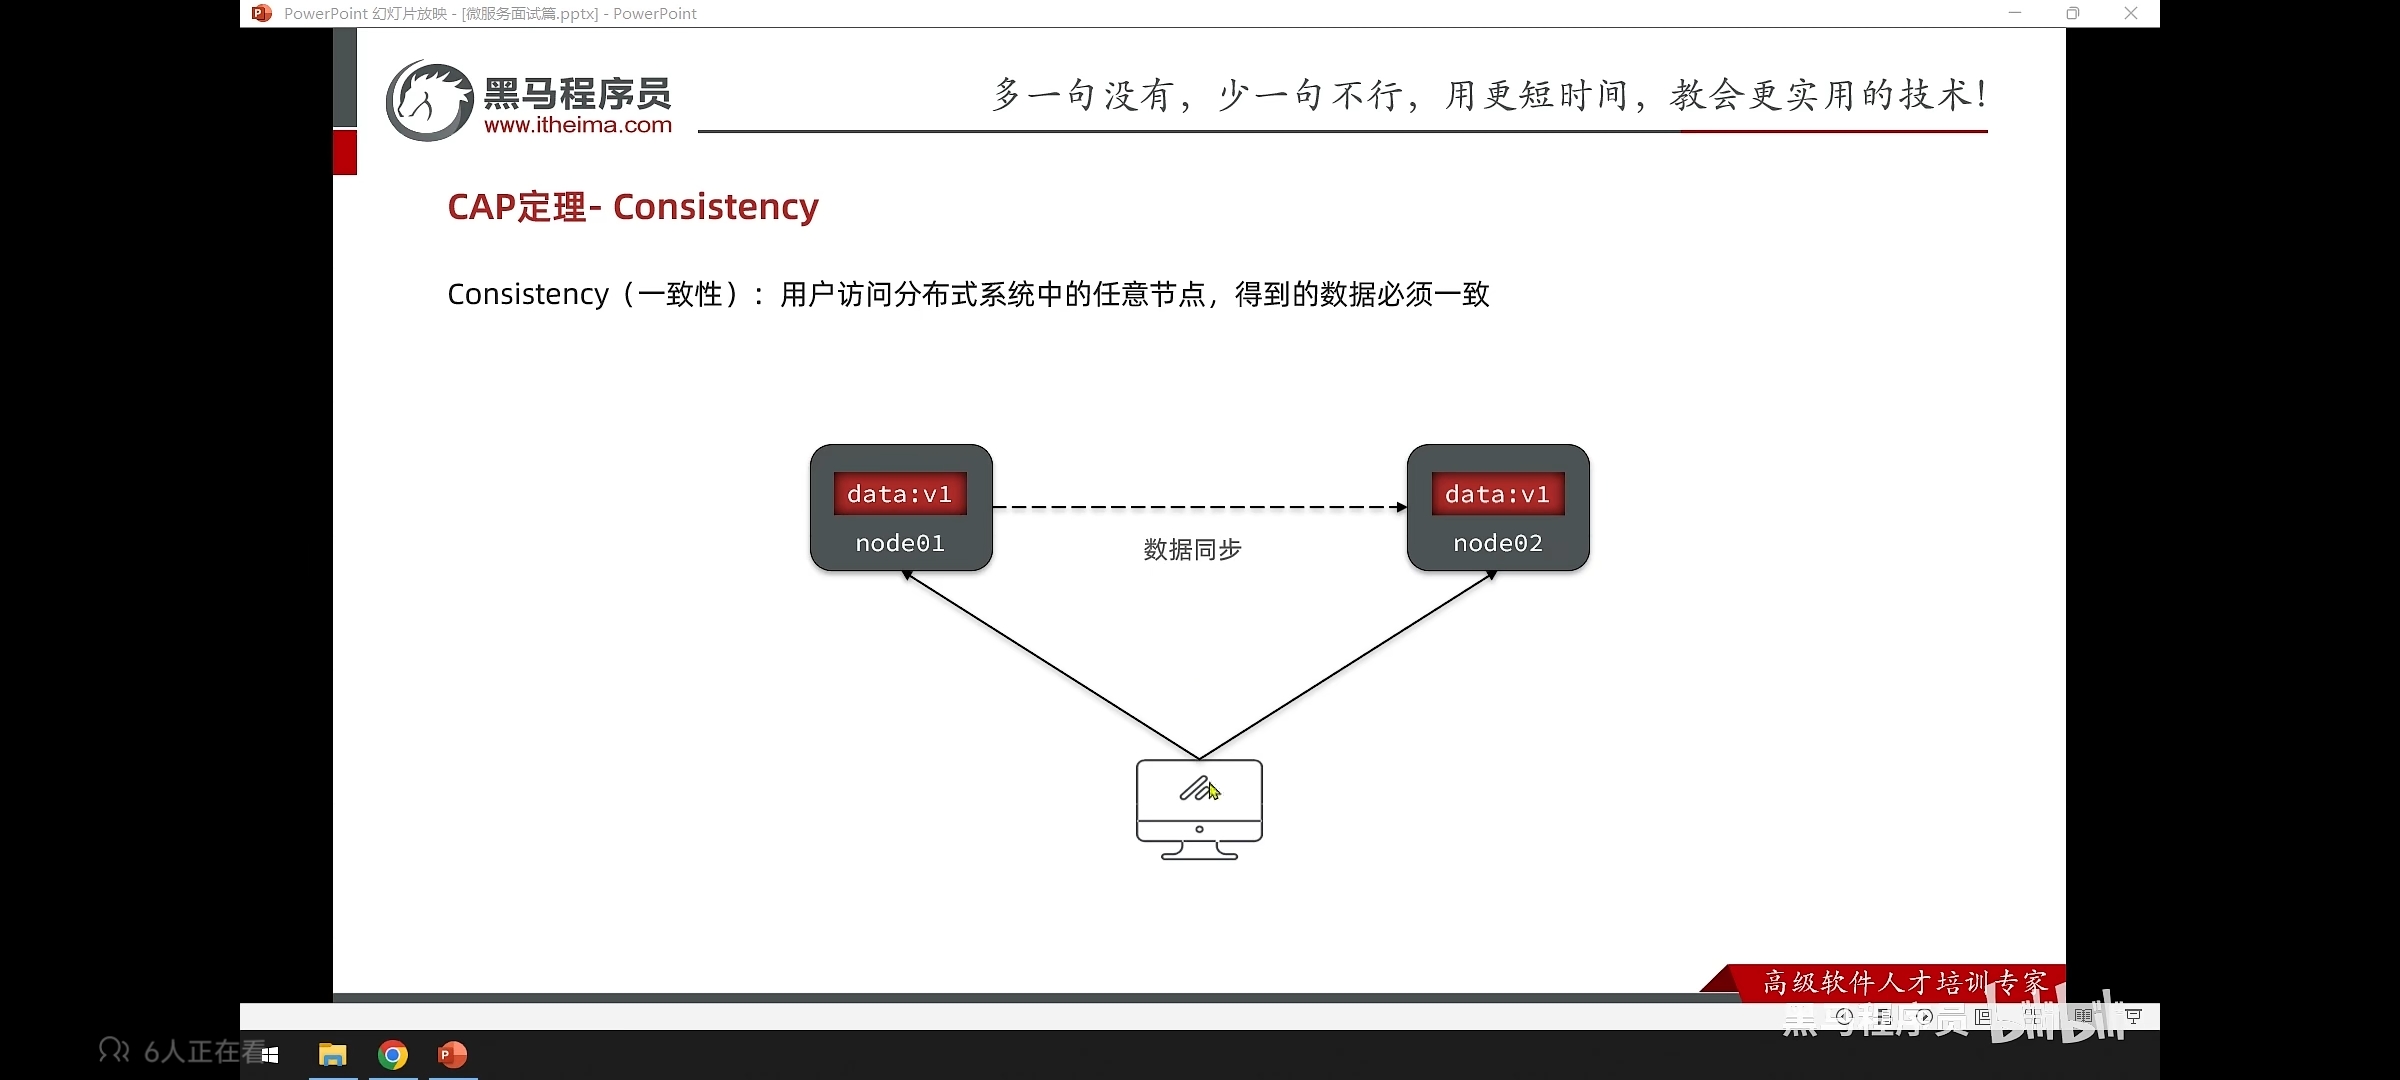 PowerPoint 幻灯片放映 - [微服务面试篇.pptx] - PowerPoint
黑马程序员
www.itheima.com
多一句没有，少一句不行，用更短时间，教会更实用的技术！
CAP定理- Consistency
Consistency（一致性）：用户访问分布式系统中的任意节点，得到的数据必须一致
data:v1
node01
数据同步
data:v1
node02
高级软件人才培训专家
黑马程序员 bilibili
6人正在看